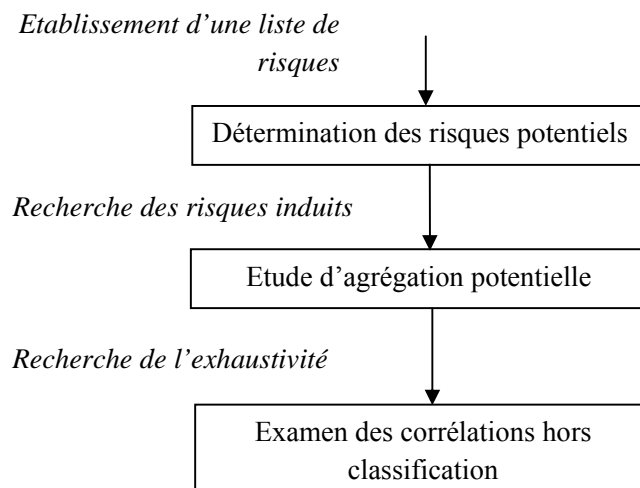 Etablissement d’une liste de
risques
Détermination des risques potentiels
Recherche des risques induits
Etude d’agrégation potentielle
Recherche de l’exhaustivité
Examen des corrélations hors
classification